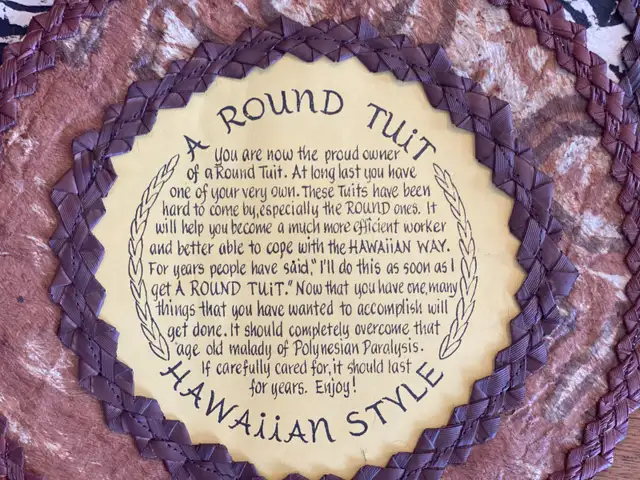 A ROUND TUiT
You are now the proud owner
of a Round Tuit. At long last you have
one of your very own. These Tuits have been
hard to come by, especially the ROUND ones. It
will help you become a much more efficient worker
and better able to cope with the HAWAiiAN WAY.
For years people have said, "I'll do this as soon as I
get A ROUND TUiT." Now that you have one, many
things that you have wanted to accomplish will
get done. It should completely overcome that
age old malady of Polynesian Paralysis.
If carefully cared for, it should last
for years. Enjoy!
HAWAiiAN STYLE